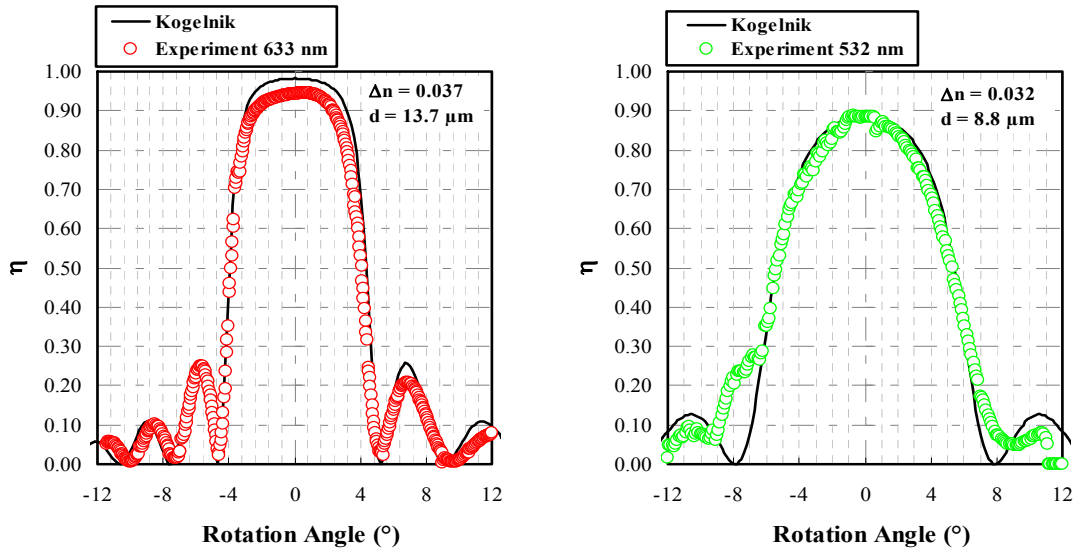 Kogelnik
Experiment 633 nm
1.00
0.90
0.80
0.70
0.60
0.50
0.40
0.30
0.20
0.10
0.00
η
Δn = 0.037
d = 13.7 µm
-12 -8 -4 0 4 8 12
Rotation Angle (°)
Kogelnik
Experiment 532 nm
1.00
0.90
0.80
0.70
0.60
0.50
0.40
0.30
0.20
0.10
0.00
η
Δn = 0.032
d = 8.8 µm
-12 -8 -4 0 4 8 12
Rotation Angle (°)